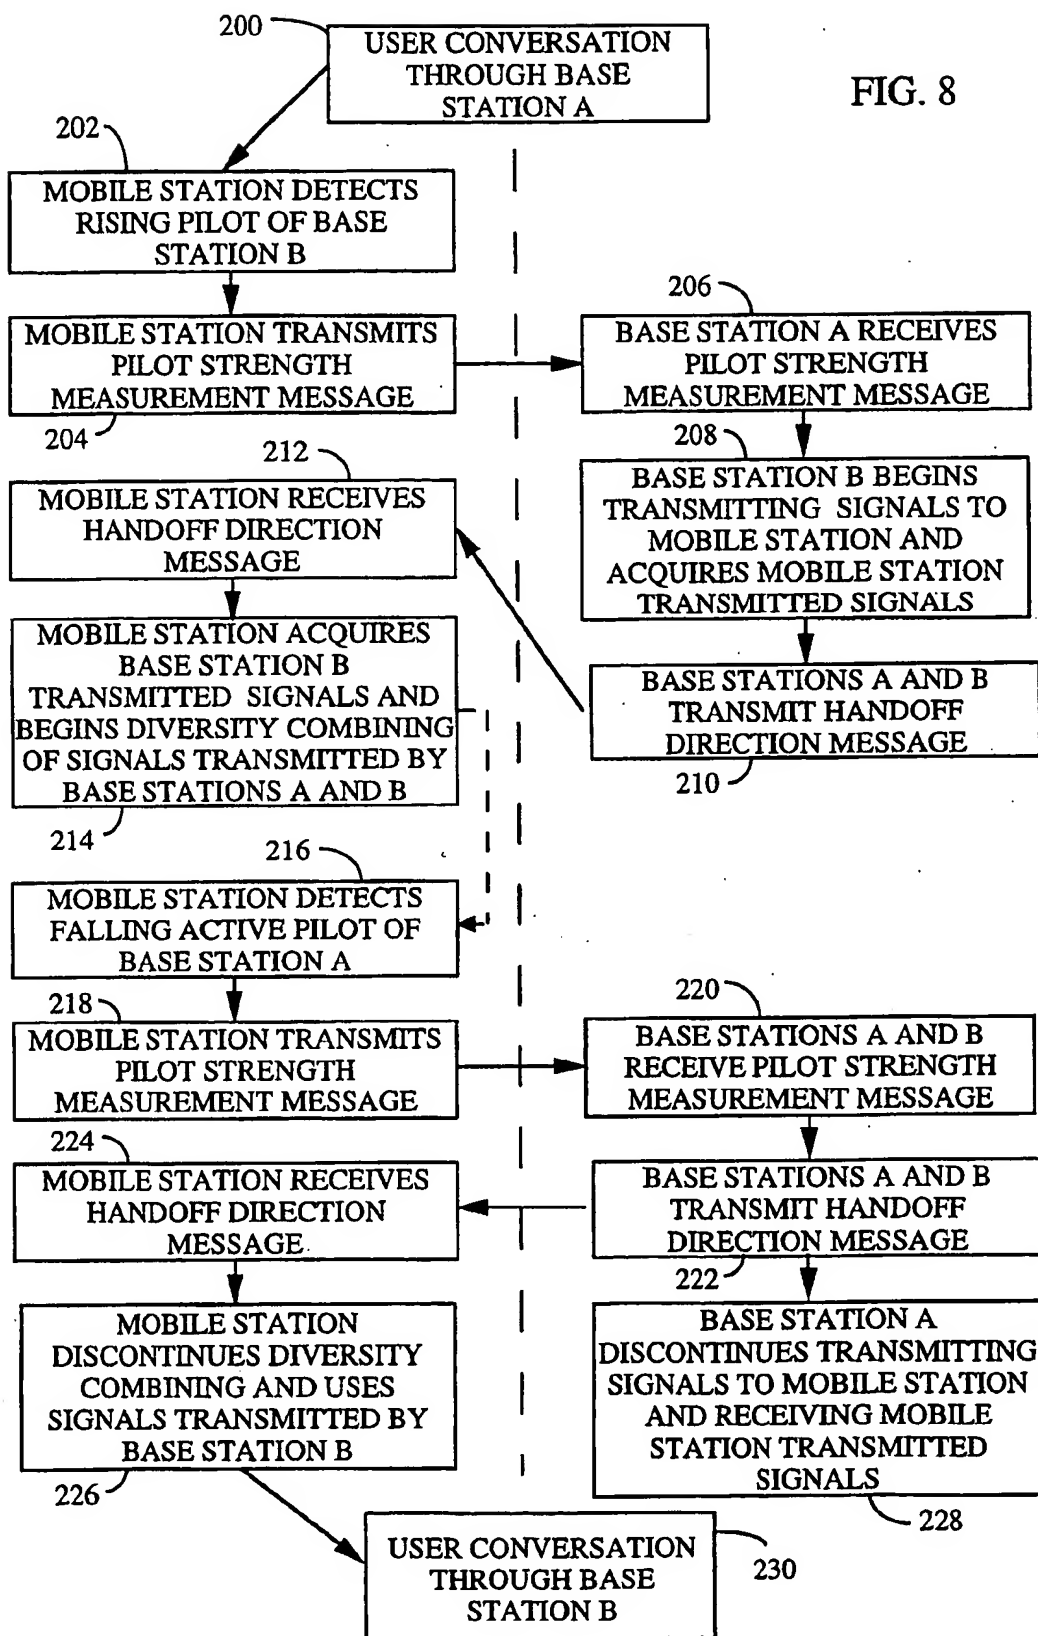 200
USER CONVERSATION
THROUGH BASE
STATION A
FIG. 8
202
MOBILE STATION DETECTS
RISING PILOT OF BASE
STATION B
MOBILE STATION TRANSMITS
PILOT STRENGTH
MEASUREMENT MESSAGE
204
206
BASE STATION A RECEIVES
PILOT STRENGTH
MEASUREMENT MESSAGE
208
BASE STATION B BEGINS
TRANSMITTING SIGNALS TO
MOBILE STATION AND
ACQUIRES MOBILE STATION
TRANSMITTED SIGNALS
BASE STATIONS A AND B
TRANSMIT HANDOFF
DIRECTION MESSAGE
210
212
MOBILE STATION RECEIVES
HANDOFF DIRECTION
MESSAGE
MOBILE STATION ACQUIRES
BASE STATION B
TRANSMITTED SIGNALS AND
BEGINS DIVERSITY COMBINING
OF SIGNALS TRANSMITTED BY
BASE STATIONS A AND B
214
216
MOBILE STATION DETECTS
FALLING ACTIVE PILOT OF
BASE STATION A
218
MOBILE STATION TRANSMITS
PILOT STRENGTH
MEASUREMENT MESSAGE
220
BASE STATIONS A AND B
RECEIVE PILOT STRENGTH
MEASUREMENT MESSAGE
BASE STATIONS A AND B
TRANSMIT HANDOFF
DIRECTION MESSAGE
222
224
MOBILE STATION RECEIVES
HANDOFF DIRECTION
MESSAGE
MOBILE STATION
DISCONTINUES DIVERSITY
COMBINING AND USES
SIGNALS TRANSMITTED BY
BASE STATION B
226
BASE STATION A
DISCONTINUES TRANSMITTING
SIGNALS TO MOBILE STATION
AND RECEIVING MOBILE
STATION TRANSMITTED
SIGNALS
228
USER CONVERSATION
THROUGH BASE
STATION B
230